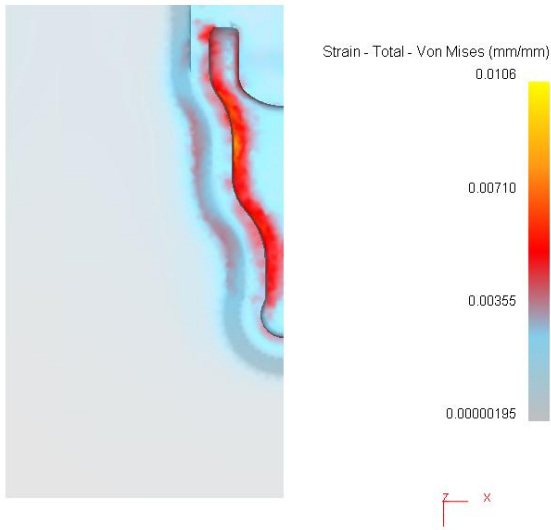 Strain - Total - Von Mises (mm/mm)
0.0106
0.00710
0.00355
0.00000195
Z X